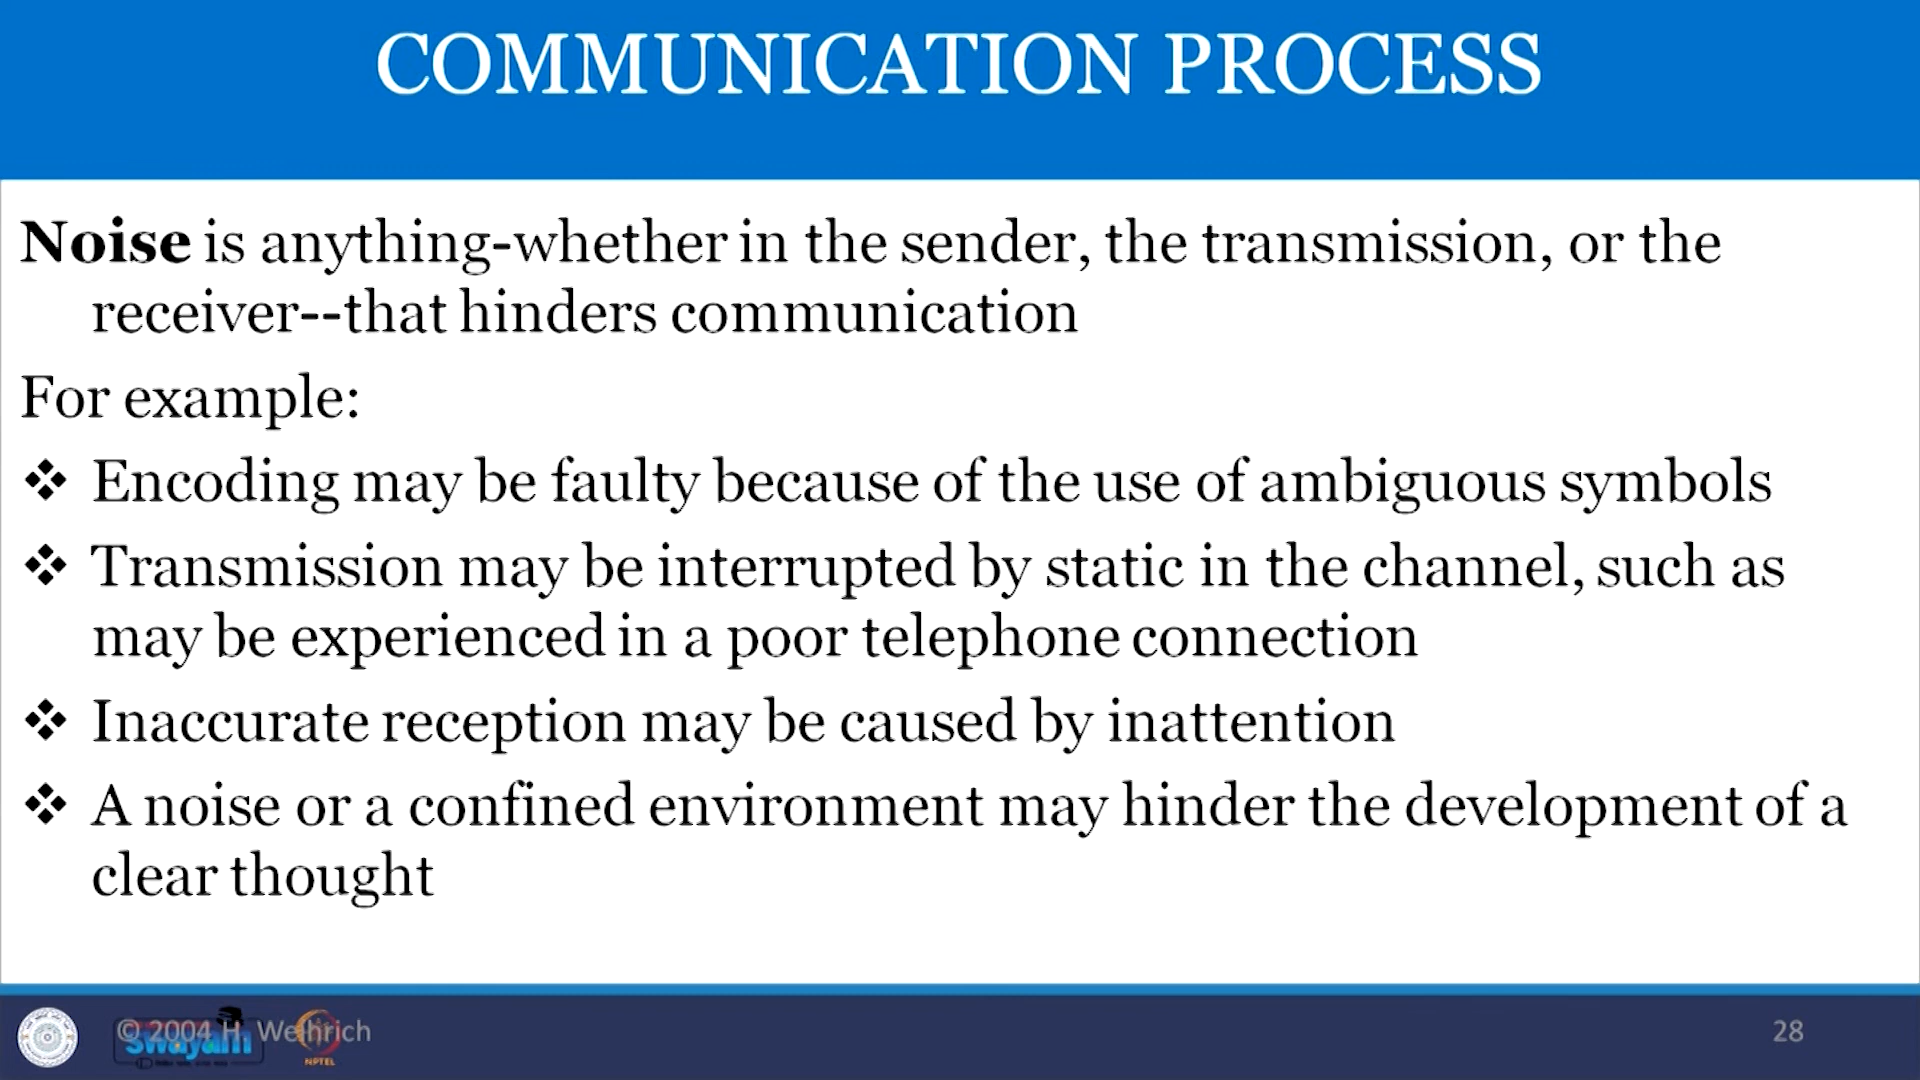 COMMUNICATION PROCESS
Noise is anything-whether in the sender, the transmission, or the
receiver--that hinders communication
For example:
❖ Encoding may be faulty because of the use of ambiguous symbols
❖ Transmission may be interrupted by static in the channel, such as
may be experienced in a poor telephone connection
❖ Inaccurate reception may be caused by inattention
❖ A noise or a confined environment may hinder the development of a
clear thought
© 2004 H. Weihrich
swayam
NPTEL
28